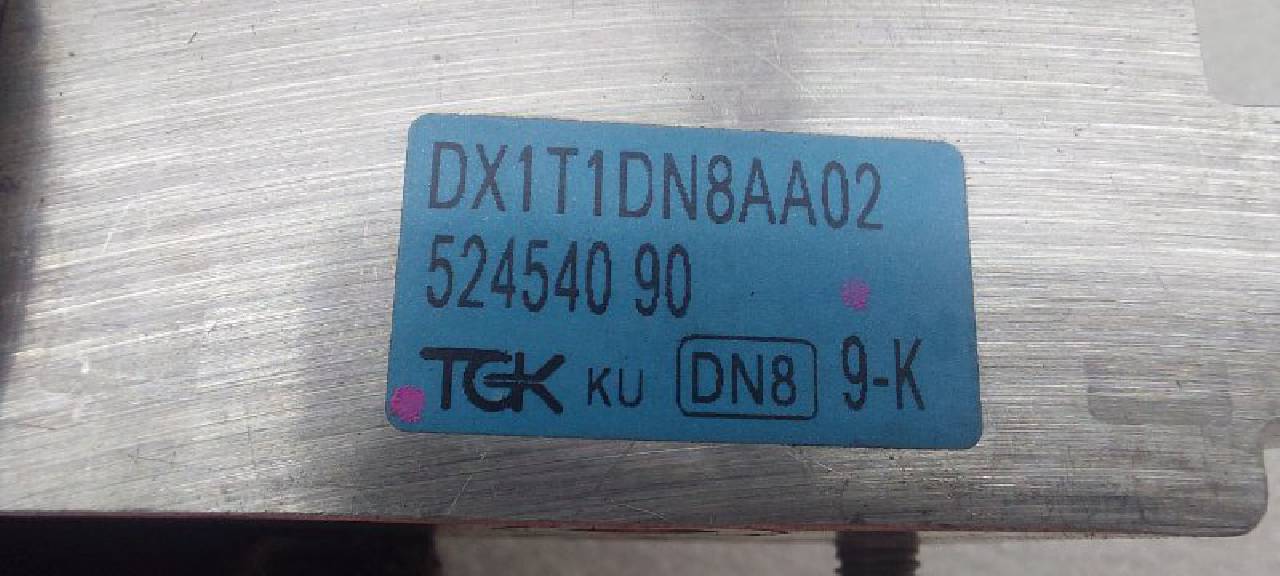 DX1T1DN8AA02
524540 90
TGK KU DN8 9-K